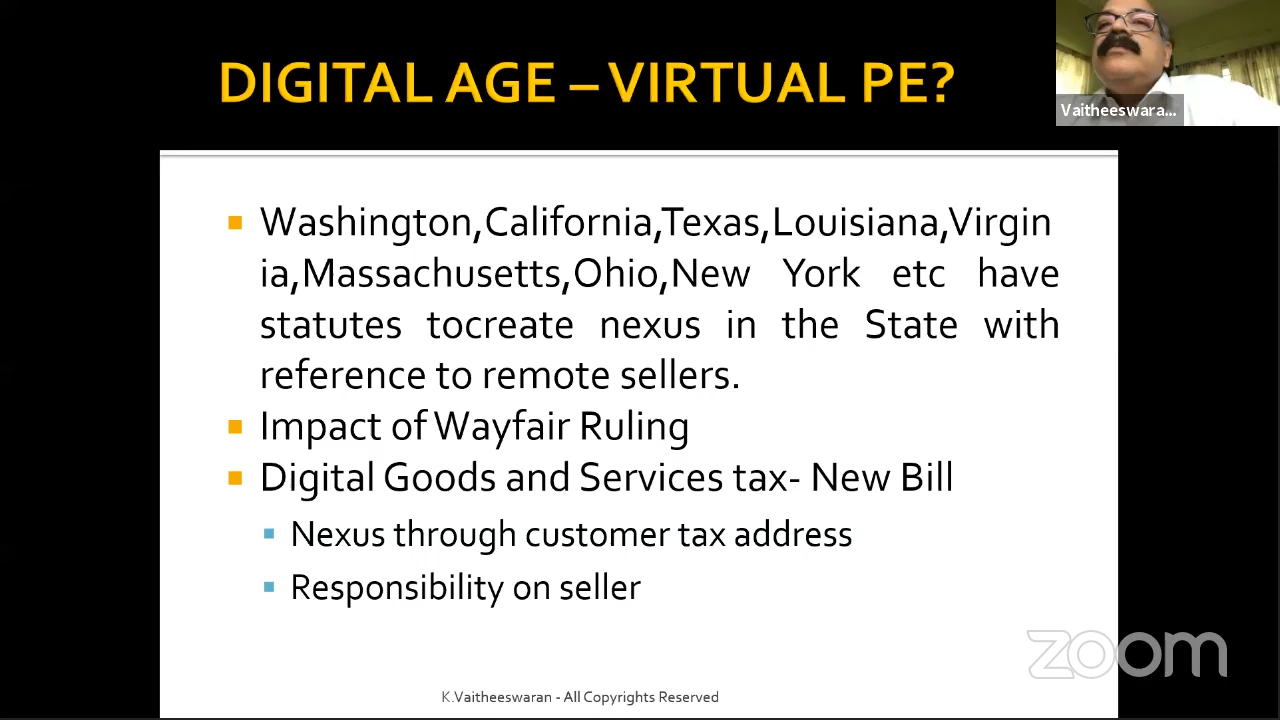 DIGITAL AGE – VIRTUAL PE?
Vaitheeswara...
Washington,California,Texas,Louisiana,Virgin
ia,Massachusetts,Ohio,New York etc have
statutes tocreate nexus in the State with
reference to remote sellers.
Impact of Wayfair Ruling
Digital Goods and Services tax- New Bill
Nexus through customer tax address
Responsibility on seller
zoom
K.Vaitheeswaran - All Copyrights Reserved